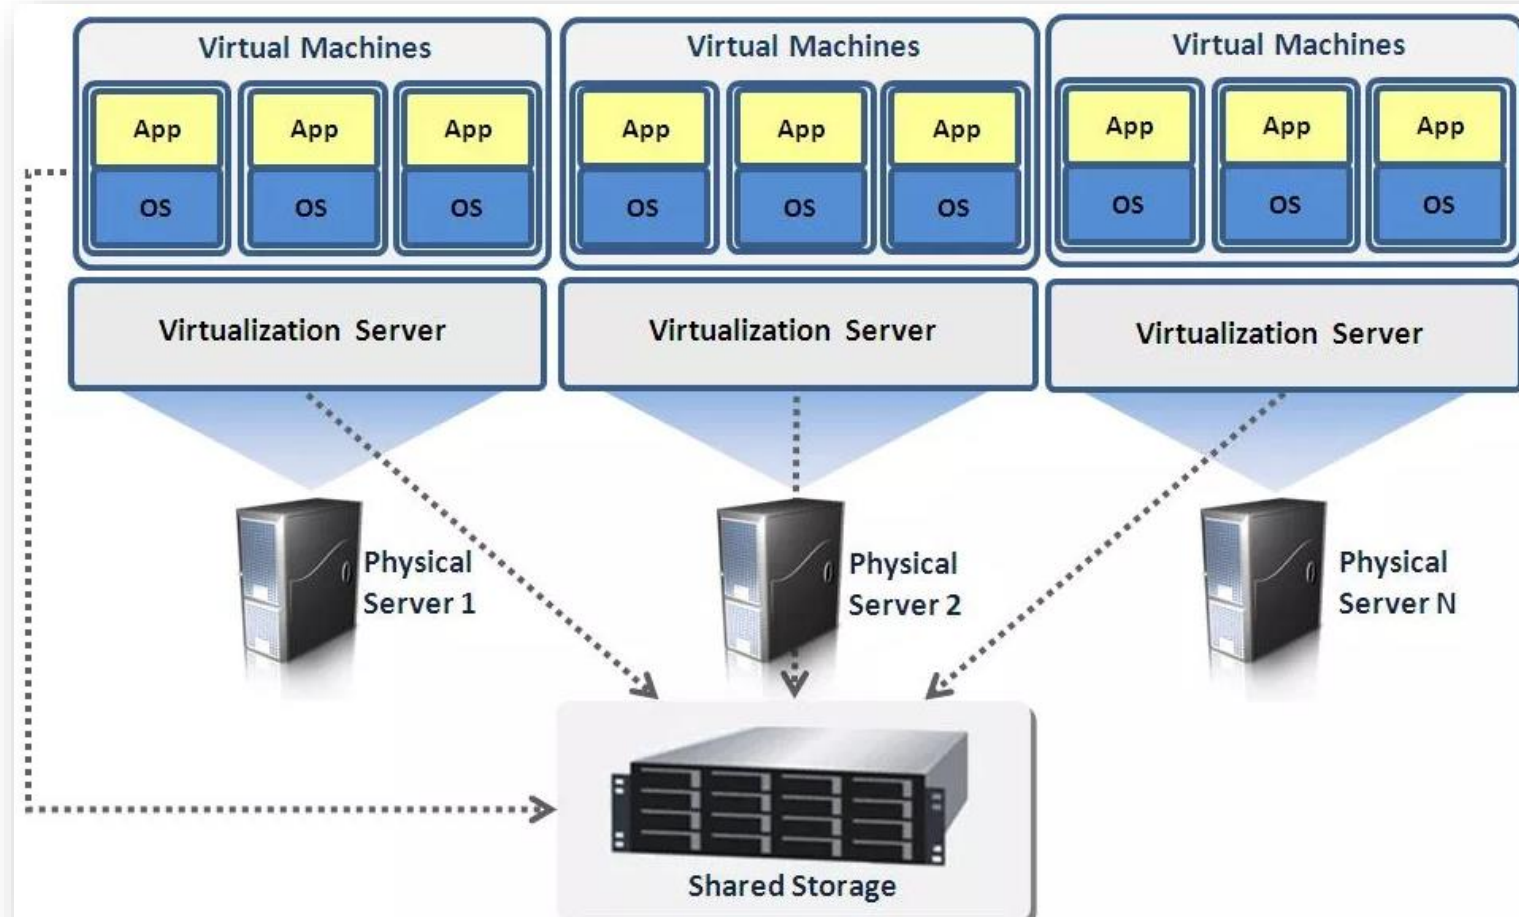 Virtual Machines
Virtual Machines
Virtual Machines
App
App
App
App
App
App
App
App
App
OS
OS
OS
OS
OS
OS
OS
OS
OS
Virtualization Server
Virtualization Server
Virtualization Server
Physical
Server 1
Physical
Server 2
Physical
Server N
Shared Storage